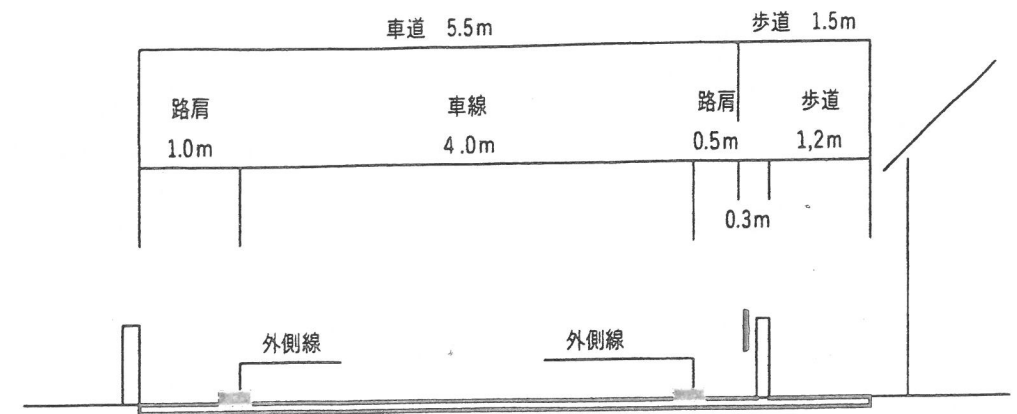 車道 5.5m
歩道 1.5m
路肩
1.0m
車線
4.0m
路肩
0.5m
歩道
1,2m
0.3m
外側線
外側線